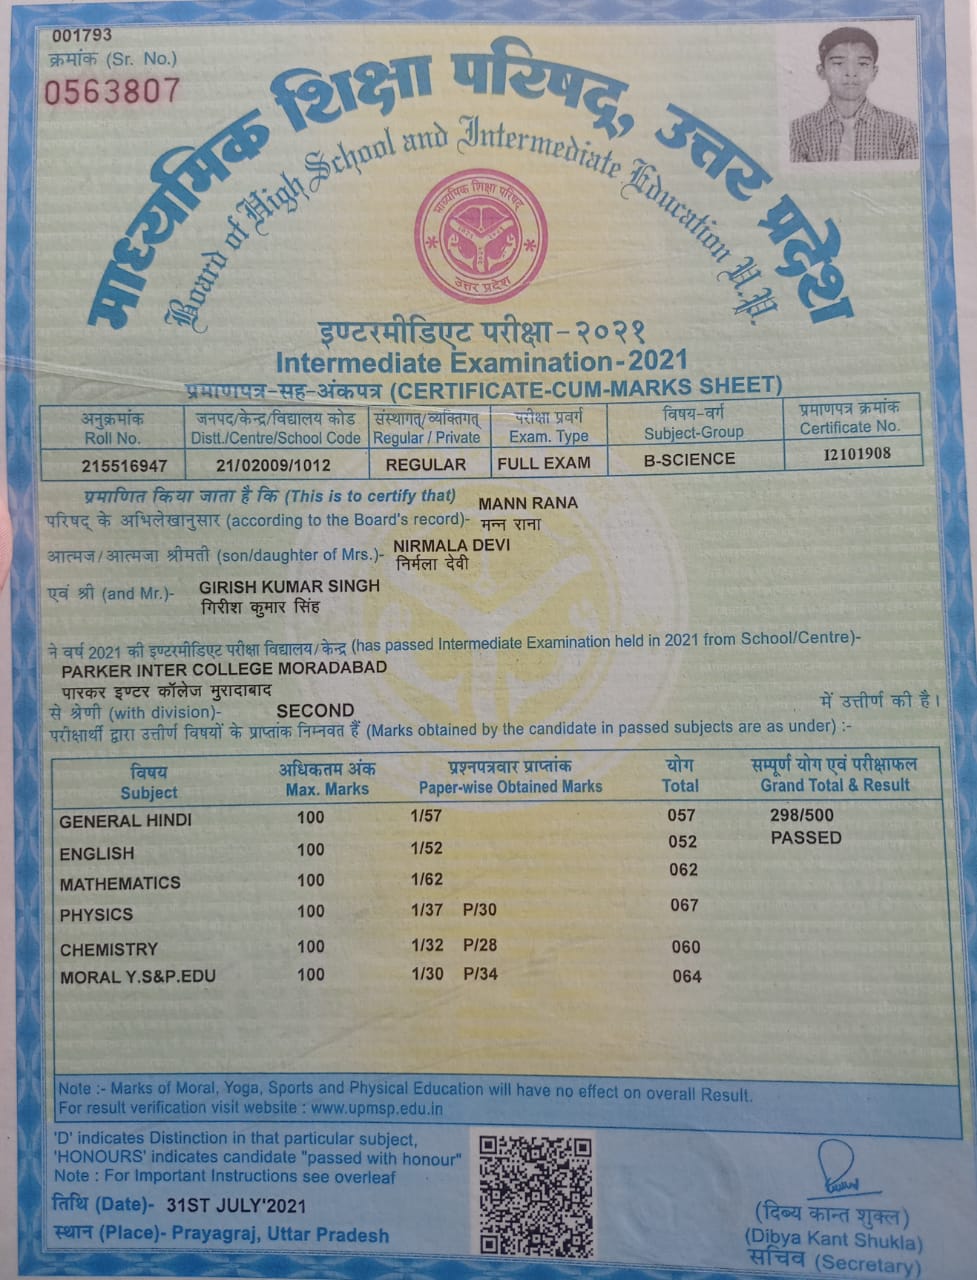 001793
क्रमांक (Sr. No.)
0563807
माध्यमिक शिक्षा परिषद्, उत्तर प्रदेश
Board of High School and Intermediate Education U.P.
माध्यमिक शिक्षा परिषद्
उत्तर प्रदेश
इण्टरमीडिएट परीक्षा-२०२१
Intermediate Examination-2021
प्रमाणपत्र-सह-अंकपत्र (CERTIFICATE-CUM-MARKS SHEET)
अनुक्रमांक जनपद/केन्द्र/विद्यालय कोड संस्थागत्/व्यक्तिगत् परीक्षा प्रवर्ग विषय-वर्ग प्रमाणपत्र क्रमांक
Roll No. Distt./Centre/School Code Regular / Private Exam. Type Subject-Group Certificate No.
215516947 21/02009/1012 REGULAR FULL EXAM B-SCIENCE I2101908
प्रमाणित किया जाता है कि (This is to certify that) MANN RANA
परिषद् के अभिलेखानुसार (according to the Board's record)- मन्न राना
आत्मज/आत्मजा श्रीमती (son/daughter of Mrs.)- NIRMALA DEVI
निर्मला देवी
एवं श्री (and Mr.)- GIRISH KUMAR SINGH
गिरीश कुमार सिंह
ने वर्ष 2021 की इण्टरमीडिएट परीक्षा विद्यालय/केन्द्र (has passed Intermediate Examination held in 2021 from School/Centre)-
PARKER INTER COLLEGE MORADABAD
पारकर इण्टर कॉलेज मुरादाबाद
से श्रेणी (with division)- SECOND में उत्तीर्ण की है।
परीक्षार्थी द्वारा उत्तीर्ण विषयों के प्राप्तांक निम्नवत हैं (Marks obtained by the candidate in passed subjects are as under) :-
विषय अधिकतम अंक प्रश्नपत्रवार प्राप्तांक योग सम्पूर्ण योग एवं परीक्षाफल
Subject Max. Marks Paper-wise Obtained Marks Total Grand Total & Result
GENERAL HINDI 100 1/57 057 298/500
PASSED
ENGLISH 100 1/52 052
MATHEMATICS 100 1/62 062
PHYSICS 100 1/37 P/30 067
CHEMISTRY 100 1/32 P/28 060
MORAL Y.S&P.EDU 100 1/30 P/34 064
Note :- Marks of Moral, Yoga, Sports and Physical Education will have no effect on overall Result.
For result verification visit website : www.upmsp.edu.in
'D' indicates Distinction in that particular subject,
'HONOURS' indicates candidate "passed with honour"
Note : For Important Instructions see overleaf
तिथि (Date)- 31ST JULY'2021
स्थान (Place)- Prayagraj, Uttar Pradesh
(दिब्य कान्त शुक्ल)
(Dibya Kant Shukla)
सचिव (Secretary)